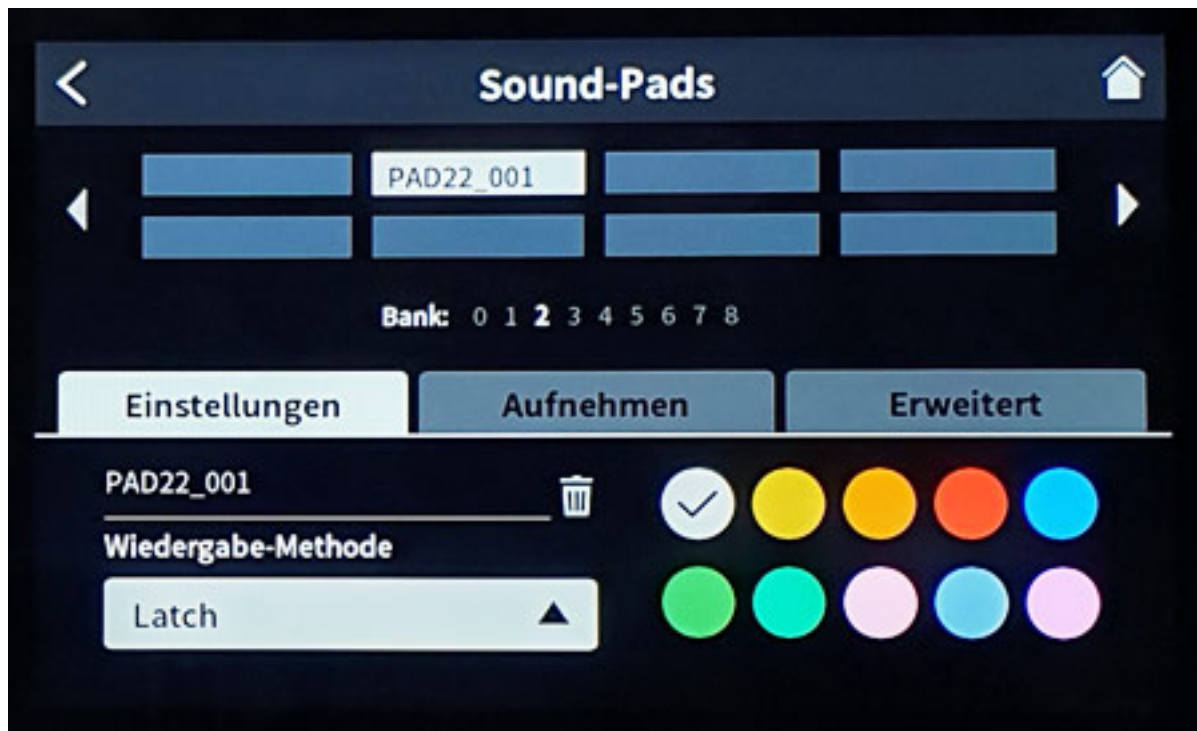 Sound-Pads
PAD22_001
Bank: 0 1 2 3 4 5 6 7 8
Einstellungen Aufnehmen Erweitert
PAD22_001
Wiedergabe-Methode
Latch